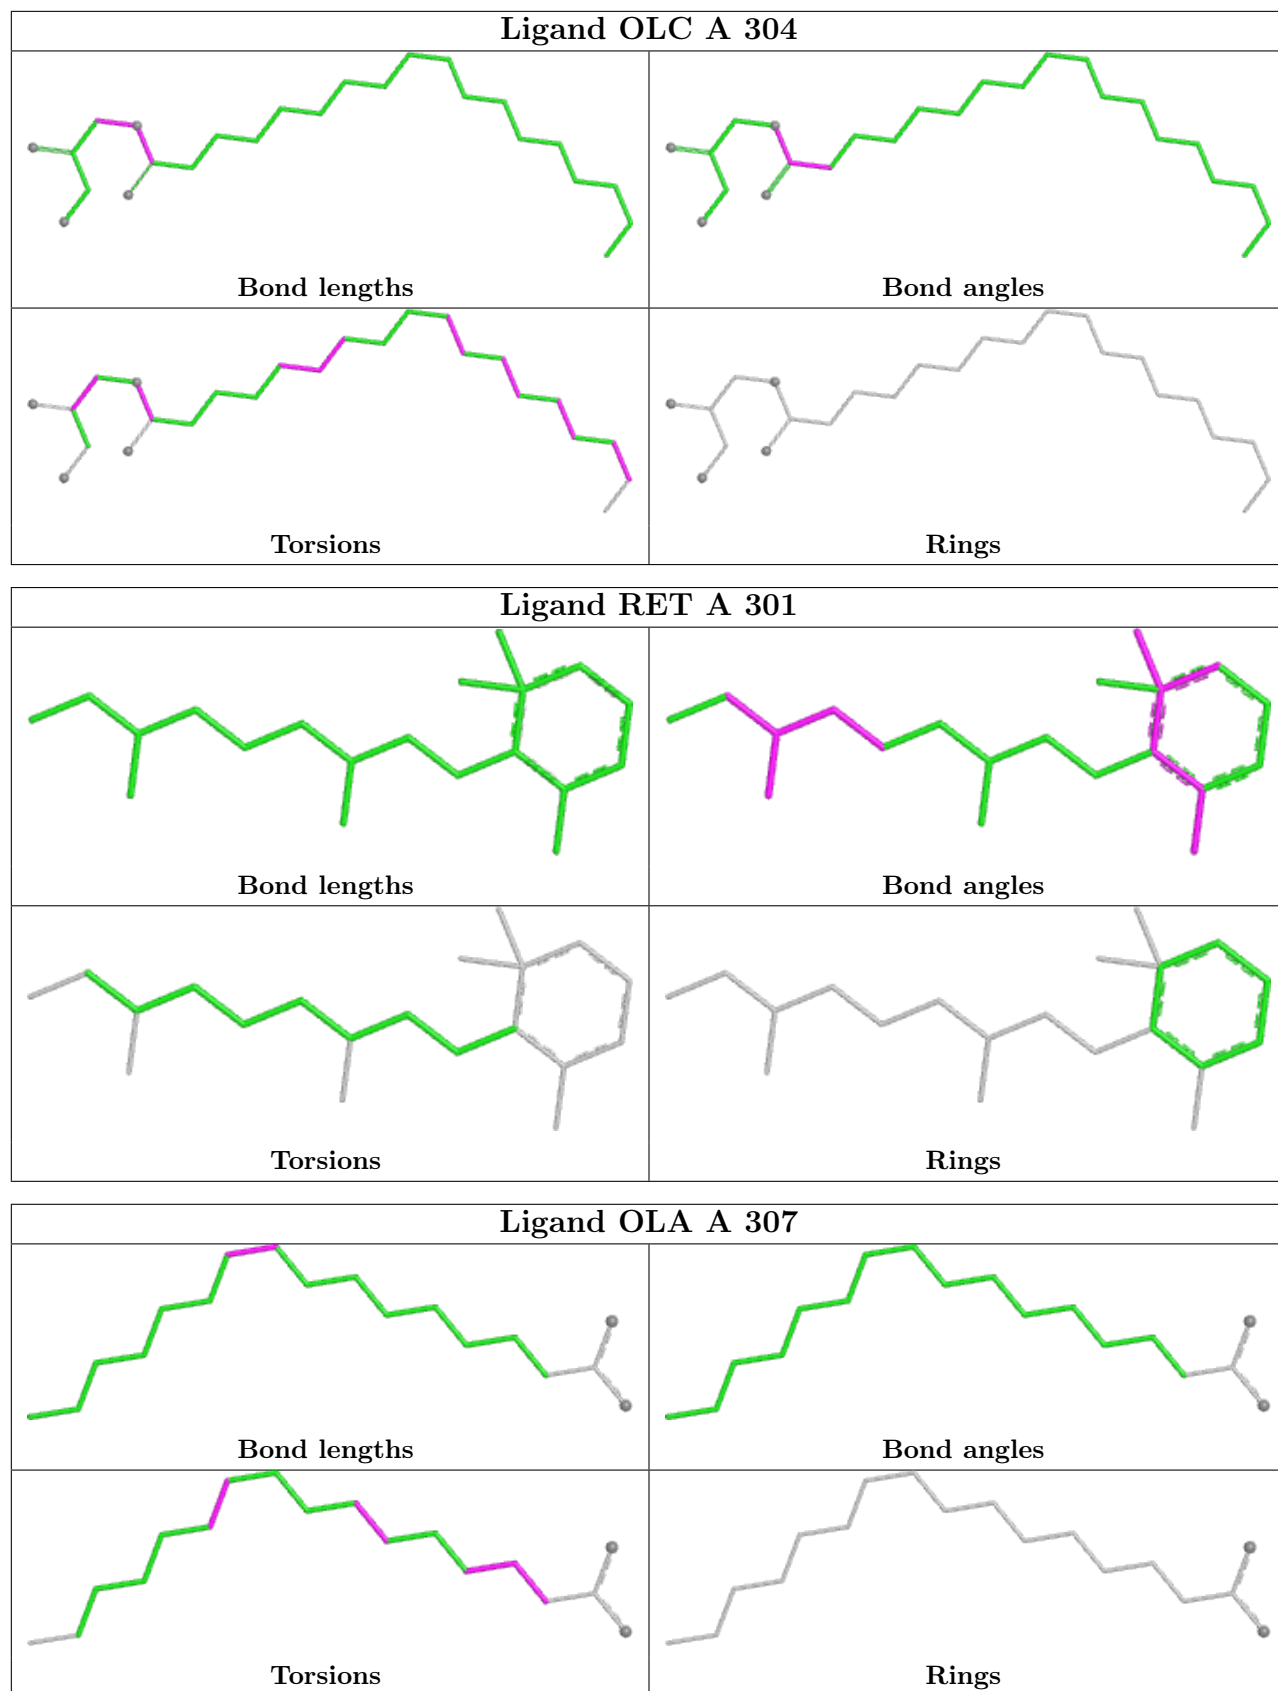 Ligand OLC A 304
Bond lengths
Bond angles
Torsions
Rings
Ligand RET A 301
Bond lengths
Bond angles
Torsions
Rings
Ligand OLA A 307
Bond lengths
Bond angles
Torsions
Rings